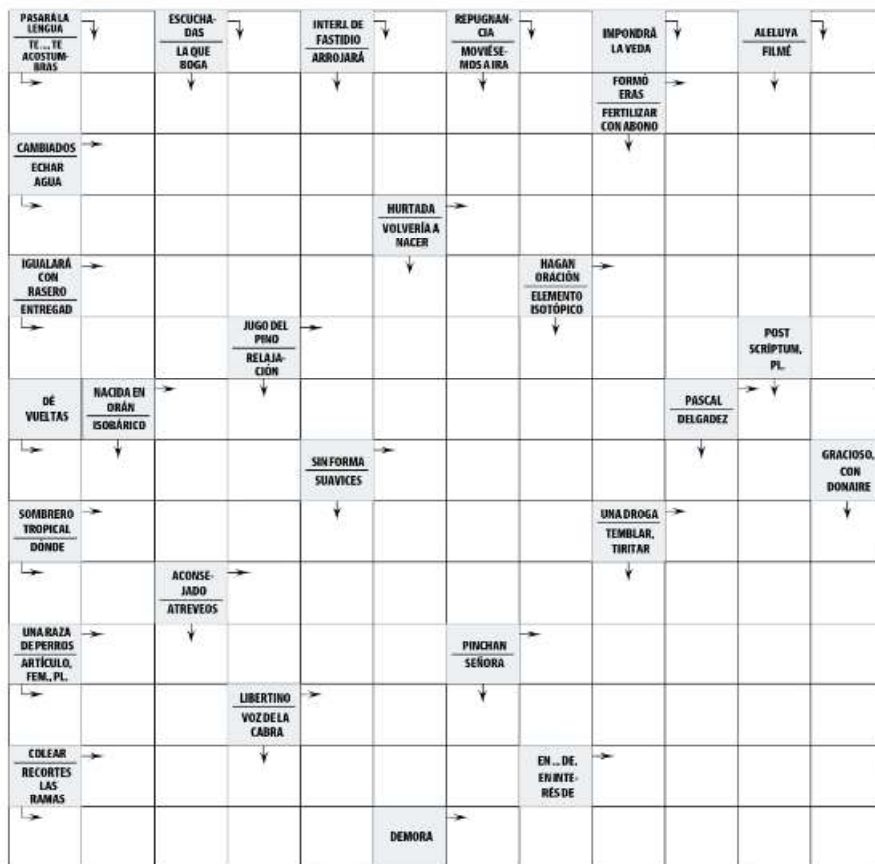 PASARÁ LA
LENGUA
TE ... TE
ACOSTUM-
BRAS
ESCUCHA-
DAS
LA QUE
BOGA
INTERJ. DE
FASTIDIO
ARROJARÁ
REPUGNAN-
CIA
MOVIÉSE-
MOS A IRA
IMPONDRÁ
LA VEDA
ALELUYA
FILMÉ
FORMÓ
ERAS
FERTILIZAR
CON ABONO
CAMBIADOS
ECHAR
AGUA
HURTADA
VOLVERÍA A
NACER
IGUALARÁ
CON
RASERO
ENTREGAD
HAGAN
ORACIÓN
ELEMENTO
ISOTÓPICO
JUGO DEL
PINO
RELAJA-
CIÓN
POST
SCRÍPTUM,
PL.
DÉ
VUELTAS
NACIDA EN
ORÁN
ISOBÁRICO
PASCAL
DELGADEZ
SIN FORMA
SUAVICES
GRACIOSO,
CON
DONAIRE
SOMBRERO
TROPICAL
DÓNDE
UNA DROGA
TEMBLAR,
TIRITAR
ACONSE-
JADO
ATREVEOS
UNA RAZA
DE PERROS
ARTÍCULO,
FEM., PL.
PINCHAN
SEÑORA
LIBERTINO
VOZ DE LA
CABRA
COLEAR
RECORTES
LAS
RAMAS
EN ... DE,
EN INTE-
RÉS DE
DEMORA